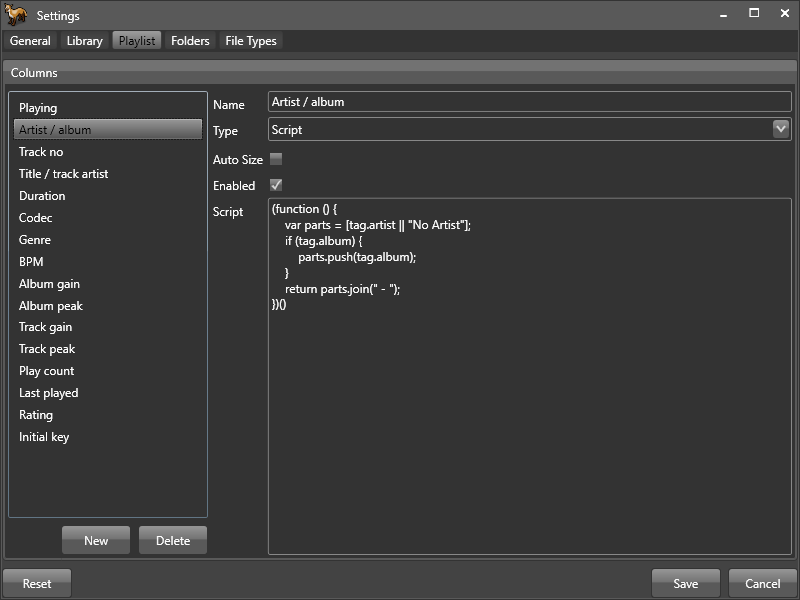 Settings
General Library Playlist Folders File Types
Columns
Playing
Artist / album
Track no
Title / track artist
Duration
Codec
Genre
BPM
Album gain
Album peak
Track gain
Track peak
Play count
Last played
Rating
Initial key
New Delete
Name Artist / album
Type Script
Auto Size
Enabled
Script
(function () {
    var parts = [tag.artist || "No Artist"];
    if (tag.album) {
        parts.push(tag.album);
    }
    return parts.join(" - ");
})()
Reset Save Cancel